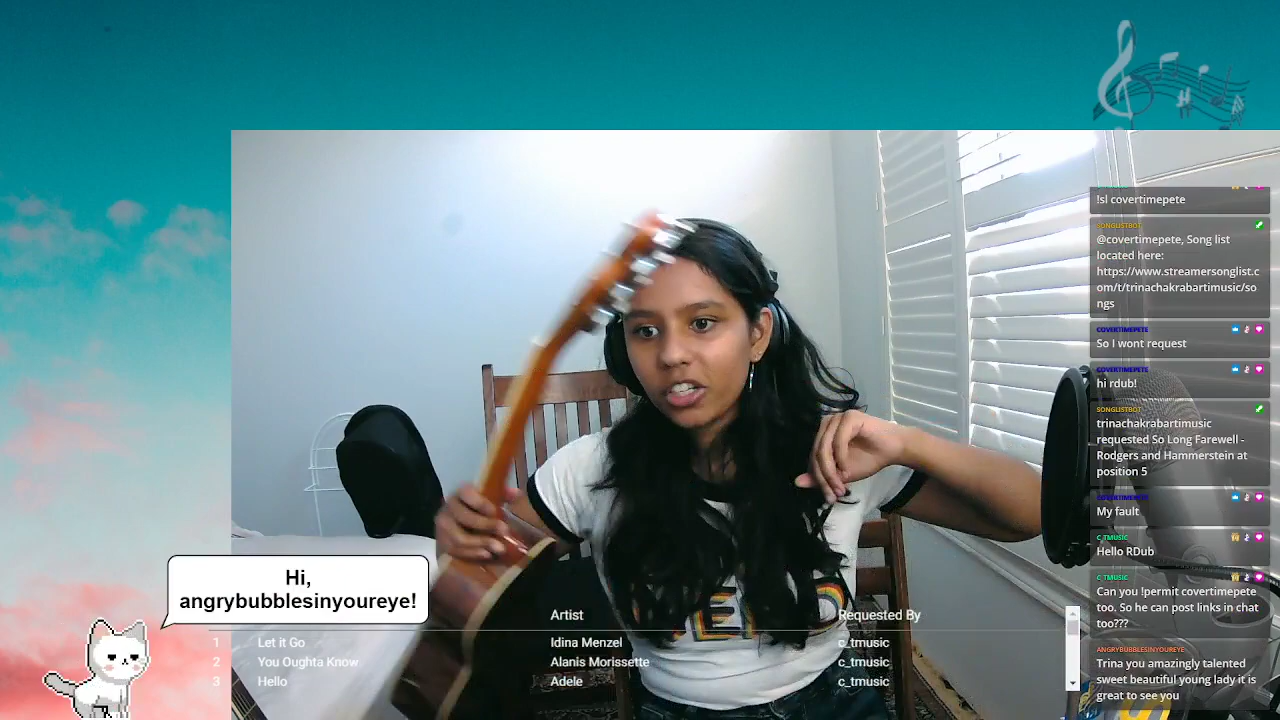 !sl covertimepete
SONGLISTBOT
@covertimepete, Song list
located here:
https://www.streamersonglist.c
om/t/trinachakrabartimusic/so
ngs
COVERTIMEPETE
So I wont request
COVERTIMEPETE
hi rdub!
SONGLISTBOT
trinachakrabartimusic
requested So Long Farewell -
Rodgers and Hammerstein at
position 5
COVERTIMEPETE
My fault
C TMUSIC
Hello RDub
C TMUSIC
Can you !permit covertimepete
too. So he can post links in chat
too???
ANGRYBUBBLESINYOUREYE
Trina you amazingly talented
sweet beautiful young lady it is
great to see you
Hi,
angrybubblesinyoureye!
Artist Requested By
1 Let it Go Idina Menzel c_tmusic
2 You Oughta Know Alanis Morissette c_tmusic
3 Hello Adele c_tmusic